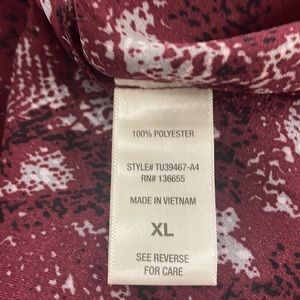 100% POLYESTER
STYLE# TU39467-A4
RN# 136655
MADE IN VIETNAM
XL
SEE REVERSE
FOR CARE